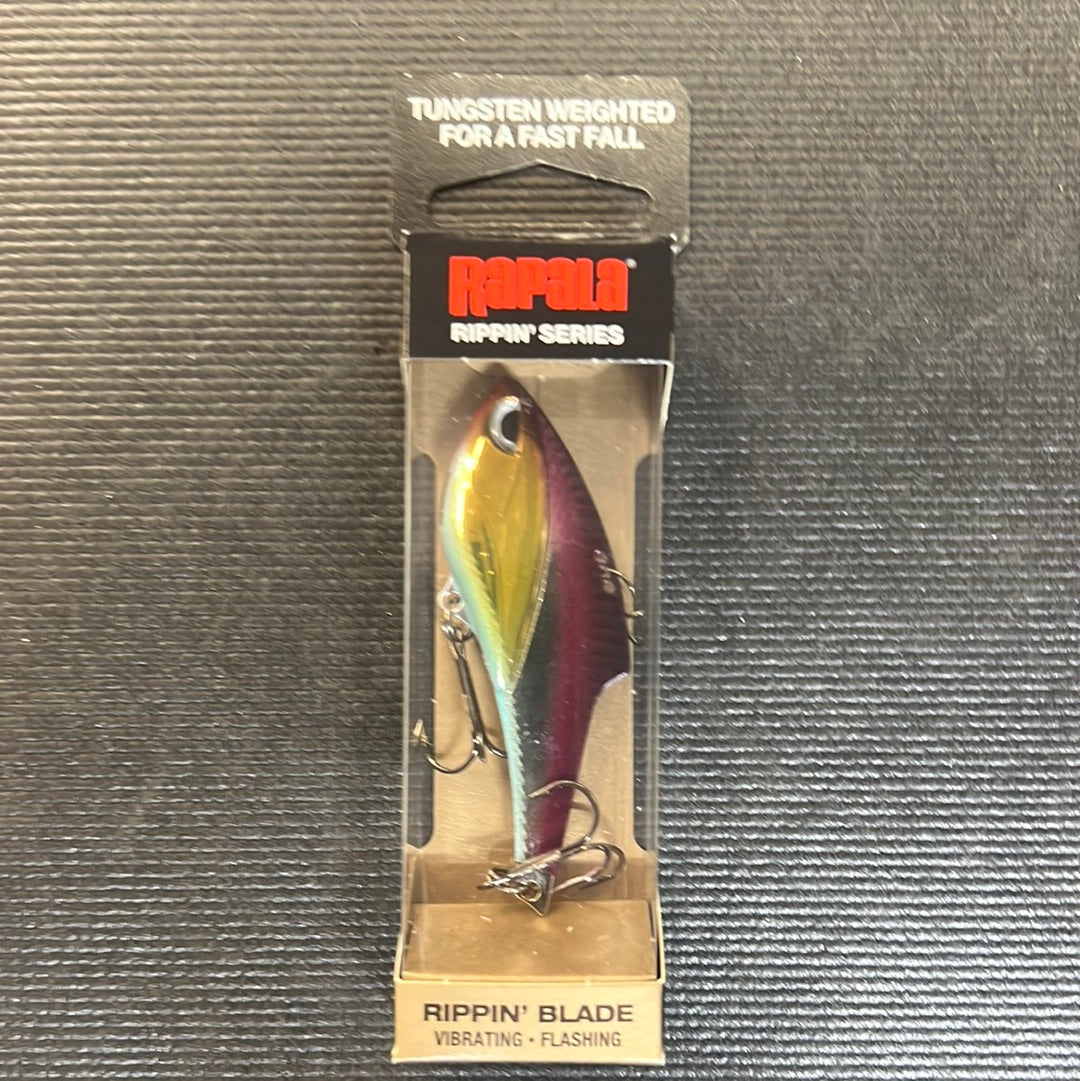 TUNGSTEN WEIGHTED
FOR A FAST FALL
RAPALA®
RIPPIN' SERIES
RIPPIN' BLADE
VIBRATING • FLASHING